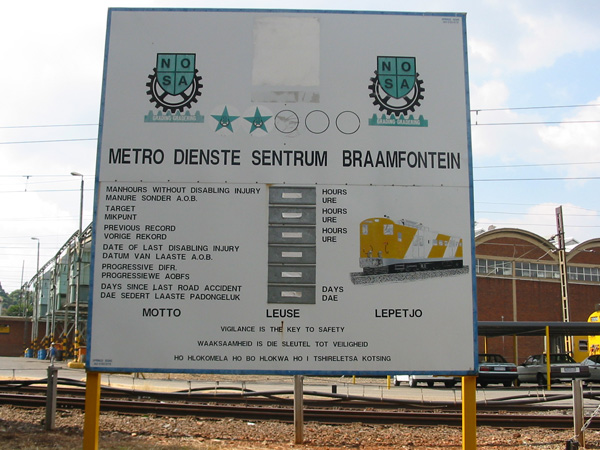 NOSA
NOSA
METRO DIENSTE SENTRUM BRAAMFONTEIN
MANHOURS WITHOUT DISABLING INJURY HOURS
MANURE SONDER A.O.B. URE
TARGET HOURS
MIKPUNT URE
PREVIOUS RECORD HOURS
VORIGE REKORD URE
DATE OF LAST DISABLING INJURY
DATUM VAN LAASTE A.O.B.
PROGRESSIVE DIFR.
PROGRESSIEWE AOBFS
DAYS SINCE LAST ROAD ACCIDENT DAYS
DAE SEDERT LAASTE PADONGELUK DAE
MOTTO LEUSE LEPETJO
VIGILANCE IS THE KEY TO SAFETY
WAAKSAAMHEID IS DIE SLEUTEL TOT VEILIGHEID
HO HLOKOMELA HO BO HLOKWA HO I TSHIRELETSA KOTSING